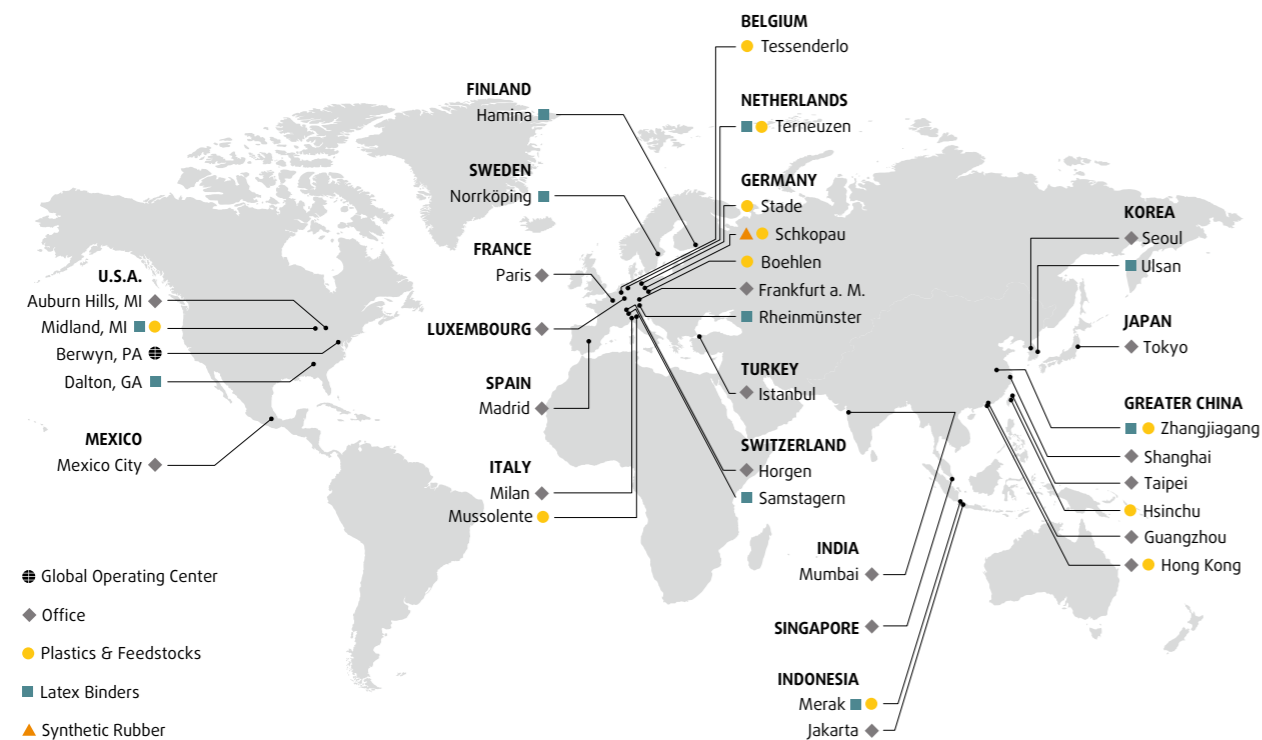 BELGIUM
Tessenderlo
FINLAND
Hamina
NETHERLANDS
Terneuzen
SWEDEN
Norrköping
GERMANY
Stade
Schkopau
Boehlen
Frankfurt a. M.
Rheinmünster
FRANCE
Paris
LUXEMBOURG
SPAIN
Madrid
ITALY
Milan
Mussolente
TURKEY
Istanbul
SWITZERLAND
Horgen
Samstagern
U.S.A.
Auburn Hills, MI
Midland, MI
Berwyn, PA
Dalton, GA
MEXICO
Mexico City
KOREA
Seoul
Ulsan
JAPAN
Tokyo
GREATER CHINA
Zhangjiagang
Shanghai
Taipei
Hsinchu
Guangzhou
Hong Kong
INDIA
Mumbai
SINGAPORE
INDONESIA
Merak
Jakarta
Global Operating Center
Office
Plastics & Feedstocks
Latex Binders
Synthetic Rubber